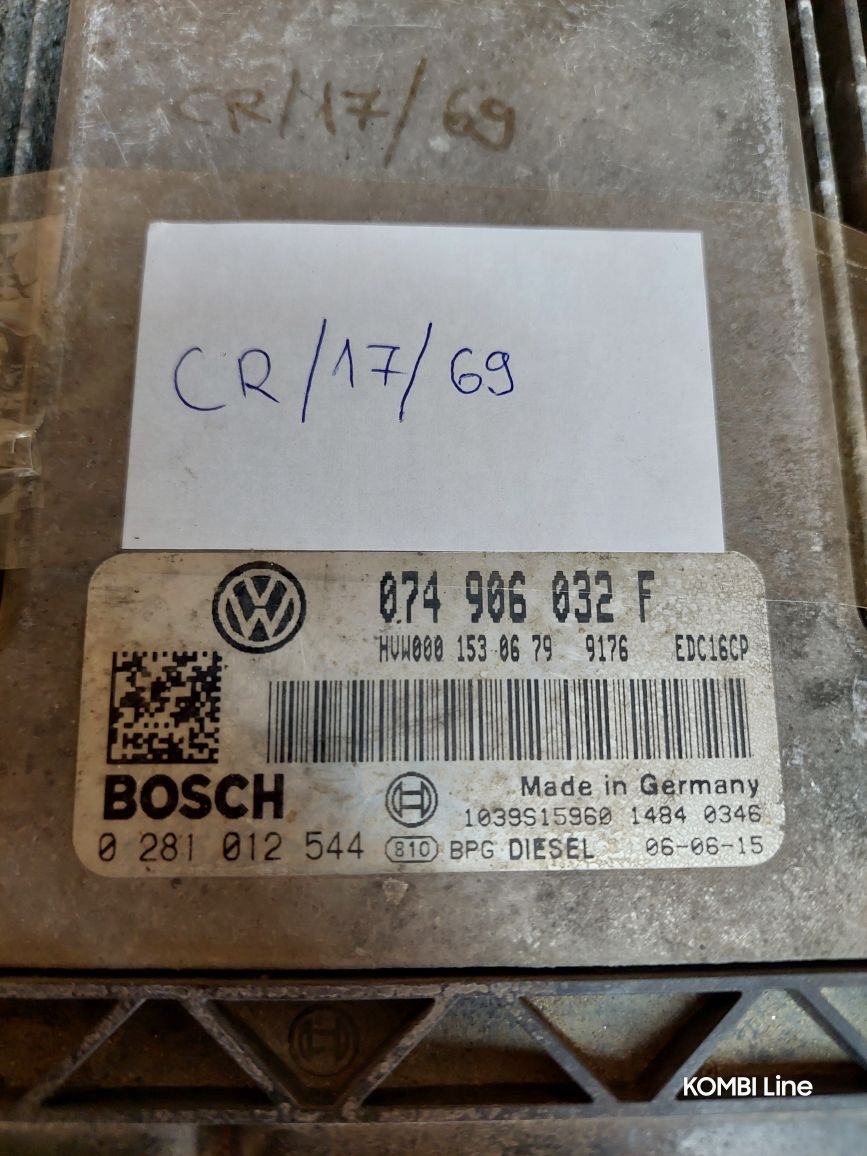 CR/17/69
CR/17/69
074 906 032 F
HVW000 153 06 79 9176 EDC16CP
BOSCH
Made in Germany
1039S15960 1484 0346
0 281 012 544 810 BPG DIESEL 06-06-15
KOMBI Line